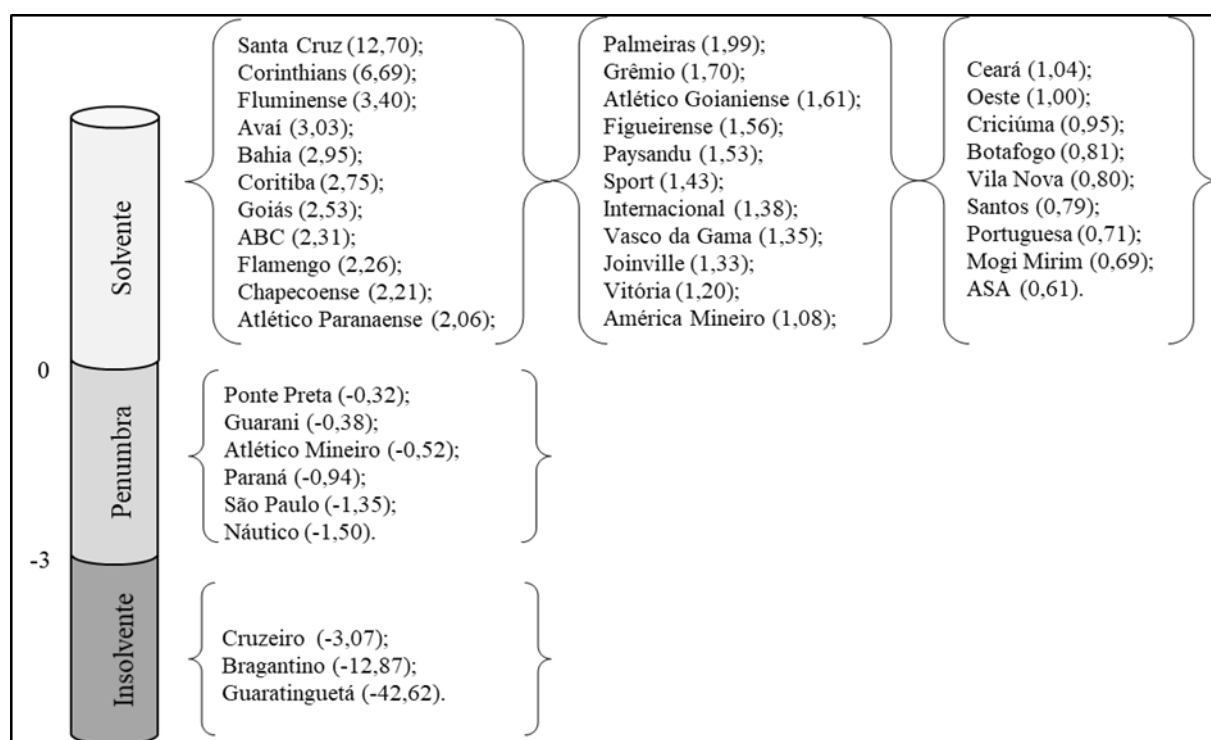 Solvente
Santa Cruz (12,70);
Corinthians (6,69);
Fluminense (3,40);
Avaí (3,03);
Bahia (2,95);
Coritiba (2,75);
Goiás (2,53);
ABC (2,31);
Flamengo (2,26);
Chapecoense (2,21);
Atlético Paranaense (2,06);
Palmeiras (1,99);
Grêmio (1,70);
Atlético Goianiense (1,61);
Figueirense (1,56);
Paysandu (1,53);
Sport (1,43);
Internacional (1,38);
Vasco da Gama (1,35);
Joinville (1,33);
Vitória (1,20);
América Mineiro (1,08);
Ceará (1,04);
Oeste (1,00);
Criciúma (0,95);
Botafogo (0,81);
Vila Nova (0,80);
Santos (0,79);
Portuguesa (0,71);
Mogi Mirim (0,69);
ASA (0,61).
0
Penumbra
Ponte Preta (-0,32);
Guarani (-0,38);
Atlético Mineiro (-0,52);
Paraná (-0,94);
São Paulo (-1,35);
Náutico (-1,50).
-3
Insolvente
Cruzeiro (-3,07);
Bragantino (-12,87);
Guaratinguetá (-42,62).